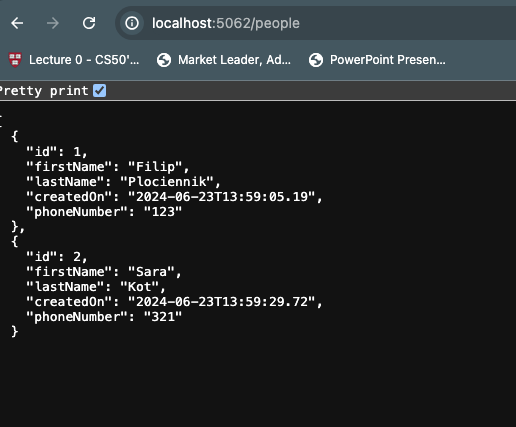 localhost:5062/people
Lecture 0 - CS50'... Market Leader, Ad... PowerPoint Presen...
Pretty print
[
{
"id": 1,
"firstName": "Filip",
"lastName": "Plociennik",
"createdOn": "2024-06-23T13:59:05.19",
"phoneNumber": "123"
},
{
"id": 2,
"firstName": "Sara",
"lastName": "Kot",
"createdOn": "2024-06-23T13:59:29.72",
"phoneNumber": "321"
}